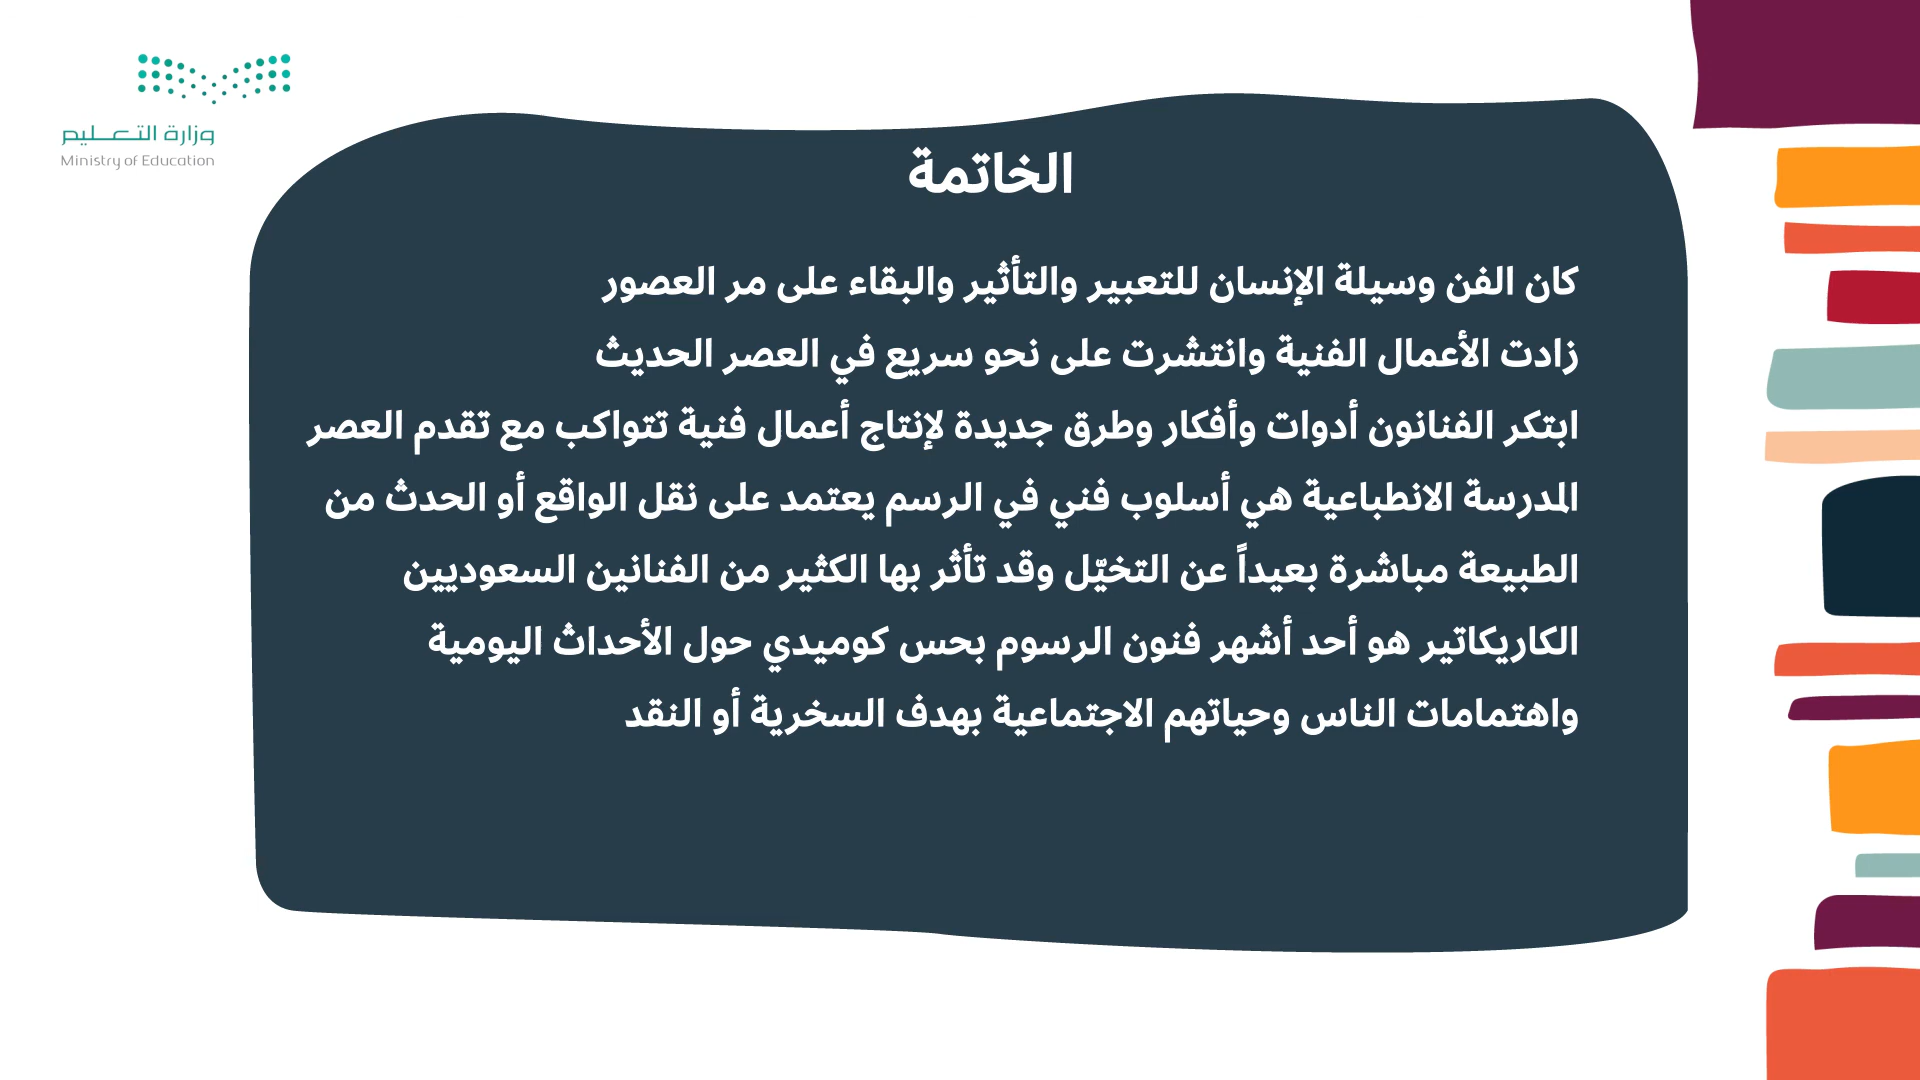 وزارة التعليم
Ministry of Education
الخاتمة
كان الفن وسيلة الإنسان للتعبير والتأثير والبقاء على مر العصور
زادت الأعمال الفنية وانتشرت على نحو سريع في العصر الحديث
ابتكر الفنانون أدوات وأفكار وطرق جديدة لإنتاج أعمال فنية تتواكب مع تقدم العصر
المدرسة الانطباعية هي أسلوب فني في الرسم يعتمد على نقل الواقع أو الحدث من
الطبيعة مباشرة بعيداً عن التخيّل وقد تأثر بها الكثير من الفنانين السعوديين
الكاريكاتير هو أحد أشهر فنون الرسوم بحس كوميدي حول الأحداث اليومية
واهتمامات الناس وحياتهم الاجتماعية بهدف السخرية أو النقد